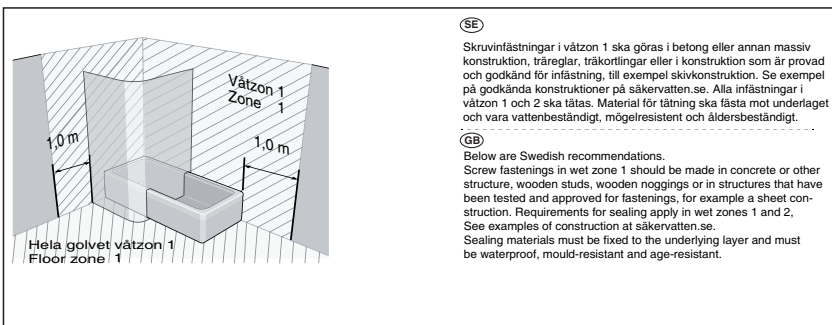 Våtzon 1
Zone 1
1,0 m
1,0 m
Hela golvet våtzon 1
Floor zone 1
SE
Skruvinfästningar i våtzon 1 ska göras i betong eller annan massiv
konstruktion, träreglar, träkortlingar eller i konstruktion som är provad
och godkänd för infästning, till exempel skivkonstruktion. Se exempel
på godkända konstruktioner på säkervatten.se. Alla infästningar i
våtzon 1 och 2 ska tätas. Material för tätning ska fästa mot underlaget
och vara vattenbeständigt, mögelresistent och åldersbeständigt.
GB
Below are Swedish recommendations.
Screw fastenings in wet zone 1 should be made in concrete or other
structure, wooden studs, wooden noggings or in structures that have
been tested and approved for fastenings, for example a sheet con-
struction. Requirements for sealing apply in wet zones 1 and 2,
See examples of construction at säkervatten.se.
Sealing materials must be fixed to the underlying layer and must
be waterproof, mould-resistant and age-resistant.